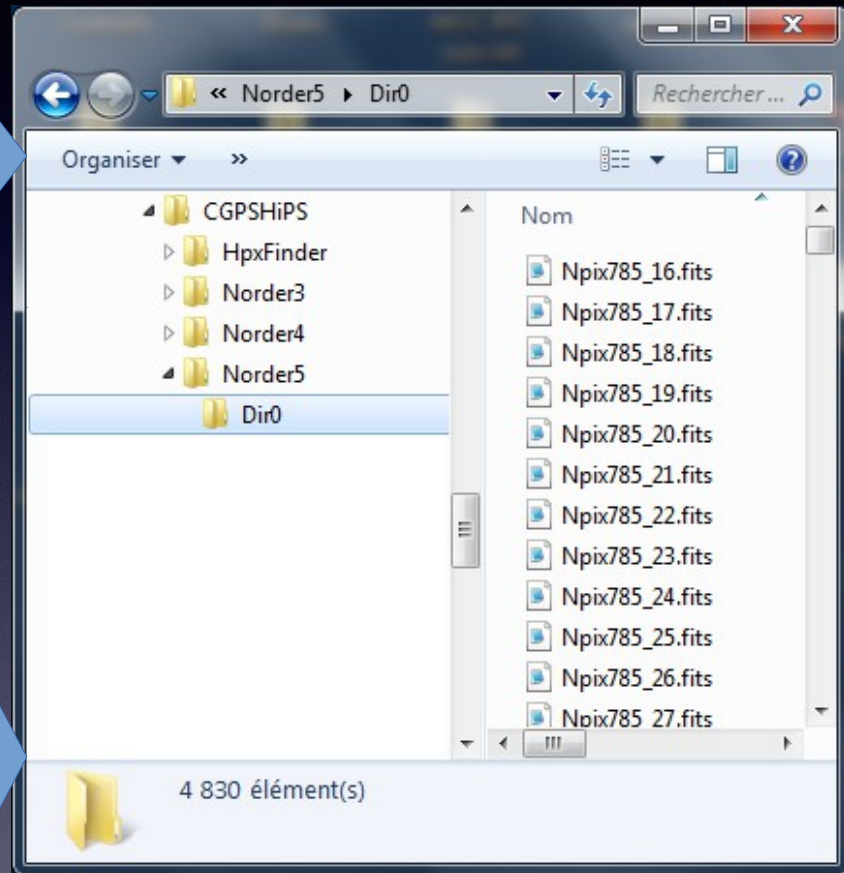 « Norder5 ▸ Dir0
Rechercher ...
Organiser
»
CGPSHiPS
HpxFinder
Norder3
Norder4
Norder5
Dir0
Nom
Npix785_16.fits
Npix785_17.fits
Npix785_18.fits
Npix785_19.fits
Npix785_20.fits
Npix785_21.fits
Npix785_22.fits
Npix785_23.fits
Npix785_24.fits
Npix785_25.fits
Npix785_26.fits
Npix785_27.fits
4 830 élément(s)